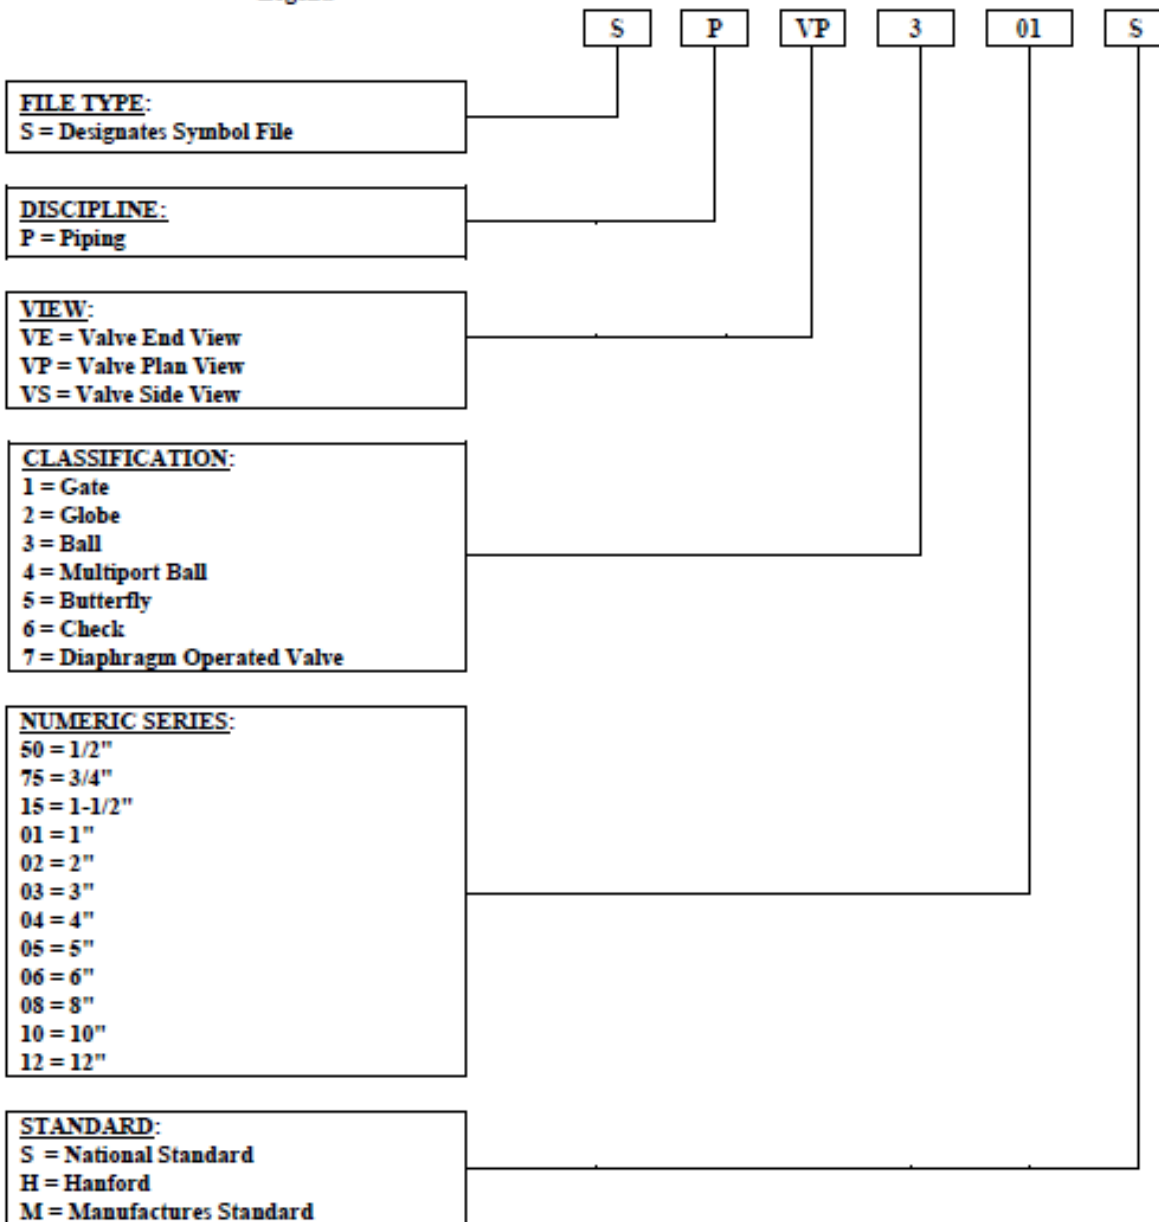 S P VP 3 01 S
FILE TYPE:
S = Designates Symbol File
DISCIPLINE:
P = Piping
VIEW:
VE = Valve End View
VP = Valve Plan View
VS = Valve Side View
CLASSIFICATION:
1 = Gate
2 = Globe
3 = Ball
4 = Multiport Ball
5 = Butterfly
6 = Check
7 = Diaphragm Operated Valve
NUMERIC SERIES:
50 = 1/2"
75 = 3/4"
15 = 1-1/2"
01 = 1"
02 = 2"
03 = 3"
04 = 4"
05 = 5"
06 = 6"
08 = 8"
10 = 10"
12 = 12"
STANDARD:
S = National Standard
H = Hanford
M = Manufactures Standard